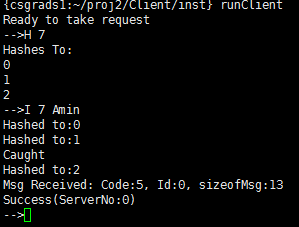 {csgrads1:~/proj2/Client/inst} runClient
Ready to take request
-->H 7
Hashes To:
0
1
2
-->I 7 Amin
Hashed to:0
Hashed to:1
Caught
Hashed to:2
Msg Received: Code:5, Id:0, sizeofMsg:13
Success(ServerNo:0)
-->